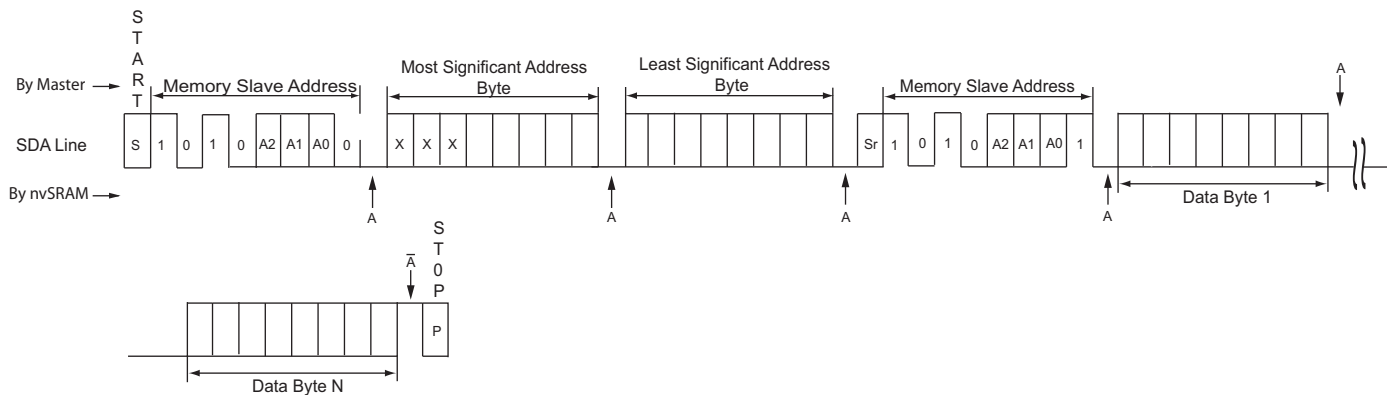 START
Most Significant Address Byte
Least Significant Address Byte
By Master
Memory Slave Address
Memory Slave Address
A
SDA Line
S 1 0 1 0 A2 A1 A0 0 X X X Sr 1 0 1 0 A2 A1 A0 1
By nvSRAM
A
A
A
A
Data Byte 1
ST0P
A̅
P
Data Byte N